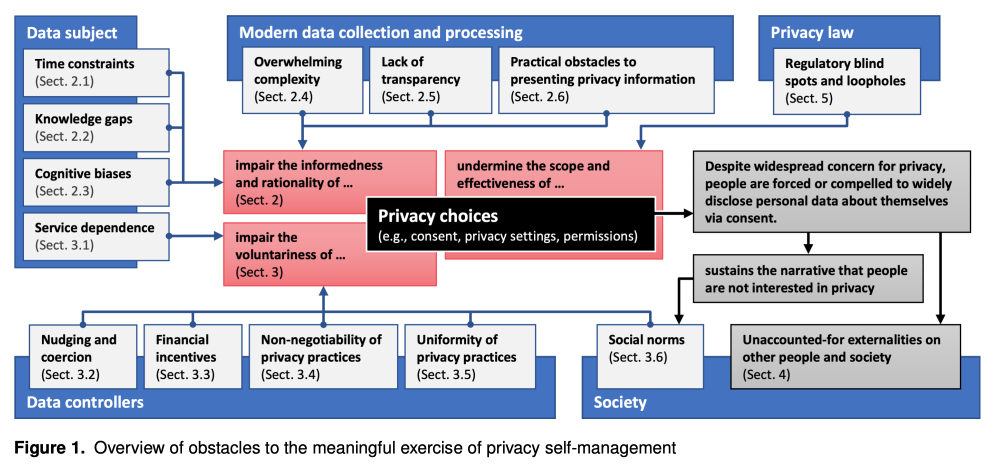 Data subject
Time constraints
(Sect. 2.1)
Knowledge gaps
(Sect. 2.2)
Cognitive biases
(Sect. 2.3)
Service dependence
(Sect. 3.1)
Modern data collection and processing
Overwhelming
complexity
(Sect. 2.4)
Lack of
transparency
(Sect. 2.5)
Practical obstacles to
presenting privacy information
(Sect. 2.6)
Privacy law
Regulatory blind
spots and loopholes
(Sect. 5)
impair the informedness
and rationality of ...
(Sect. 2)
undermine the scope and
effectiveness of ...
impair the
voluntariness of ...
(Sect. 3)
Privacy choices
(e.g., consent, privacy settings, permissions)
Despite widespread concern for privacy,
people are forced or compelled to widely
disclose personal data about themselves
via consent.
sustains the narrative that people
are not interested in privacy
Nudging and
coercion
(Sect. 3.2)
Financial
incentives
(Sect. 3.3)
Non-negotiability of
privacy practices
(Sect. 3.4)
Uniformity of
privacy practices
(Sect. 3.5)
Data controllers
Social norms
(Sect. 3.6)
Unaccounted-for externalities on
other people and society
(Sect. 4)
Society
Figure 1. Overview of obstacles to the meaningful exercise of privacy self-management